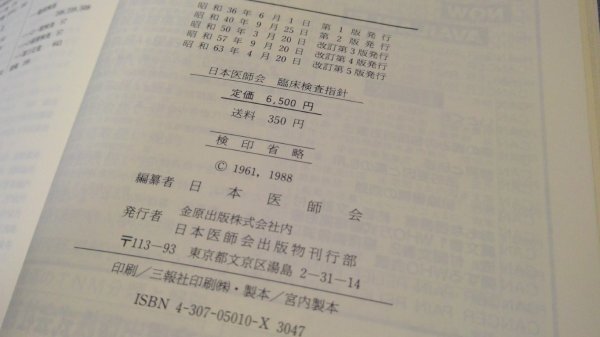 昭和36年6月1日 第1版発行
昭和40年9月25日 第2版発行
昭和50年3月20日 改訂第3版発行
昭和57年9月20日 改訂第4版発行
昭和63年4月20日 改訂第5版発行
日本医師会 臨床検査指針
定価 6,500 円
送料 350円
検印省略
© 1961, 1988
編纂者 日本医師会
発行者 金原出版株式会社内
日本医師会出版物刊行部
〒113-93 東京都文京区湯島 2-31-14
印刷/三報社印刷㈱・製本/宮内製本
ISBN 4-307-05010-X 3047